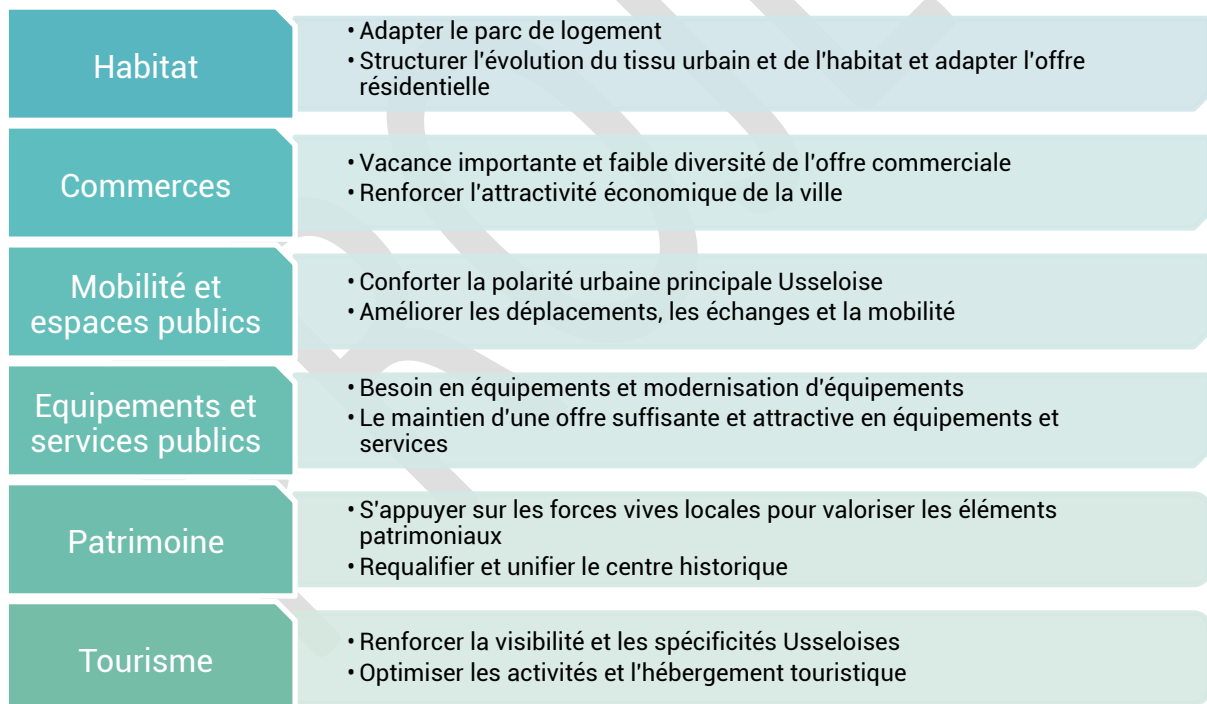 Habitat
• Adapter le parc de logement
• Structurer l'évolution du tissu urbain et de l'habitat et adapter l'offre
résidentielle
Commerces
• Vacance importante et faible diversité de l'offre commerciale
• Renforcer l'attractivité économique de la ville
Mobilité et
espaces publics
• Conforter la polarité urbaine principale Usseloise
• Améliorer les déplacements, les échanges et la mobilité
Equipements et
services publics
• Besoin en équipements et modernisation d'équipements
• Le maintien d'une offre suffisante et attractive en équipements et
services
Patrimoine
• S'appuyer sur les forces vives locales pour valoriser les éléments
patrimoniaux
• Requalifier et unifier le centre historique
Tourisme
• Renforcer la visibilité et les spécificités Usseloises
• Optimiser les activités et l'hébergement touristique